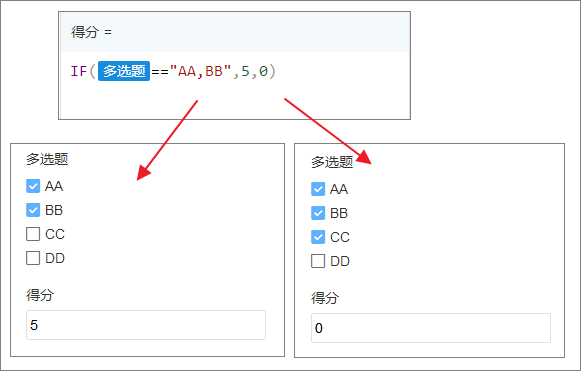 得分 =
IF(多选题=="AA,BB",5,0)
多选题
AA
BB
CC
DD
得分
5
多选题
AA
BB
CC
DD
得分
0